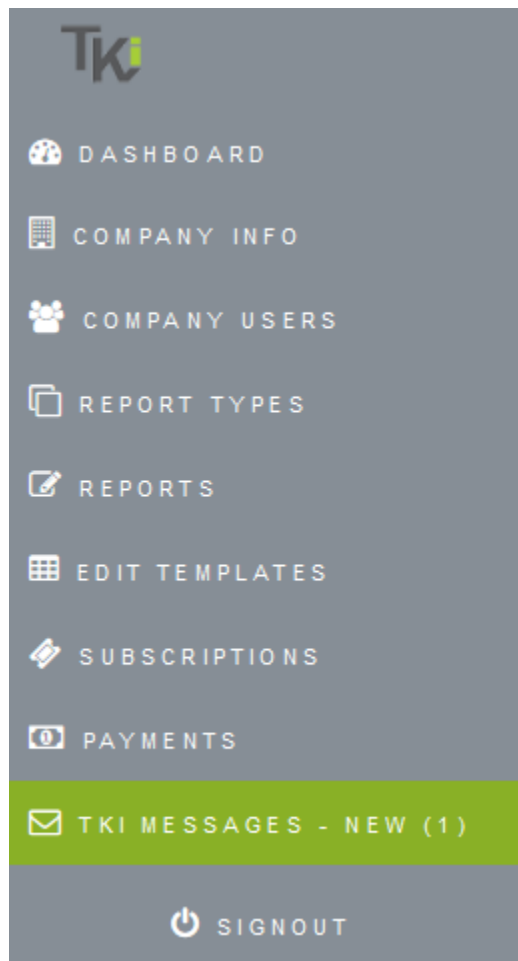 TKi
DASHBOARD
COMPANY INFO
COMPANY USERS
REPORT TYPES
REPORTS
EDIT TEMPLATES
SUBSCRIPTIONS
PAYMENTS
TKI MESSAGES - NEW (1)
SIGNOUT